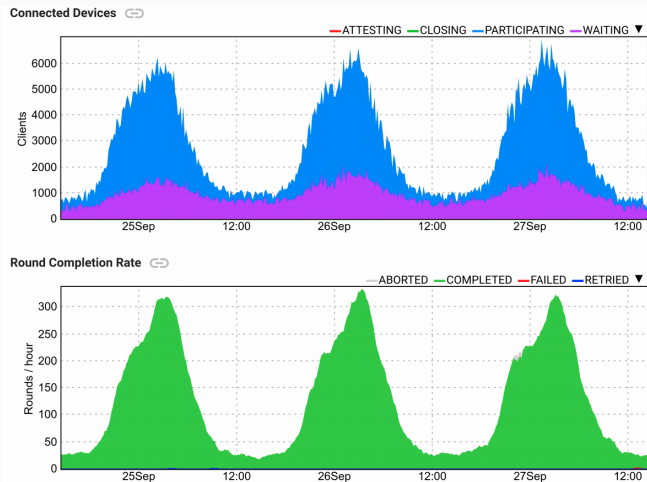 Connected Devices
ATTESTING CLOSING PARTICIPATING WAITING
6000
5000
4000
3000
2000
1000
0
Clients
25Sep 12:00 26Sep 12:00 27Sep 12:00
Round Completion Rate
ABORTED COMPLETED FAILED RETRIED
300
250
200
150
100
50
0
Rounds / hour
25Sep 12:00 26Sep 12:00 27Sep 12:00